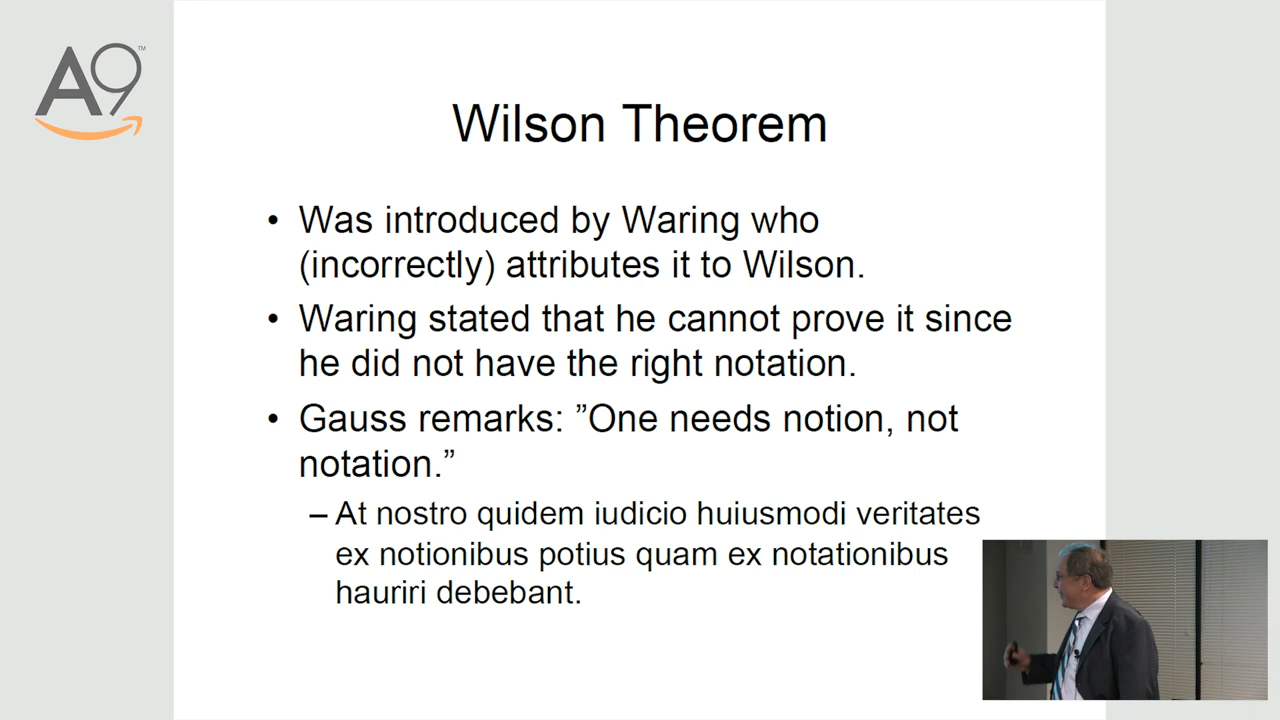 A9™
Wilson Theorem
• Was introduced by Waring who
(incorrectly) attributes it to Wilson.
• Waring stated that he cannot prove it since
he did not have the right notation.
• Gauss remarks: ”One needs notion, not
notation.”
– At nostro quidem iudicio huiusmodi veritates
ex notionibus potius quam ex notationibus
hauriri debebant.